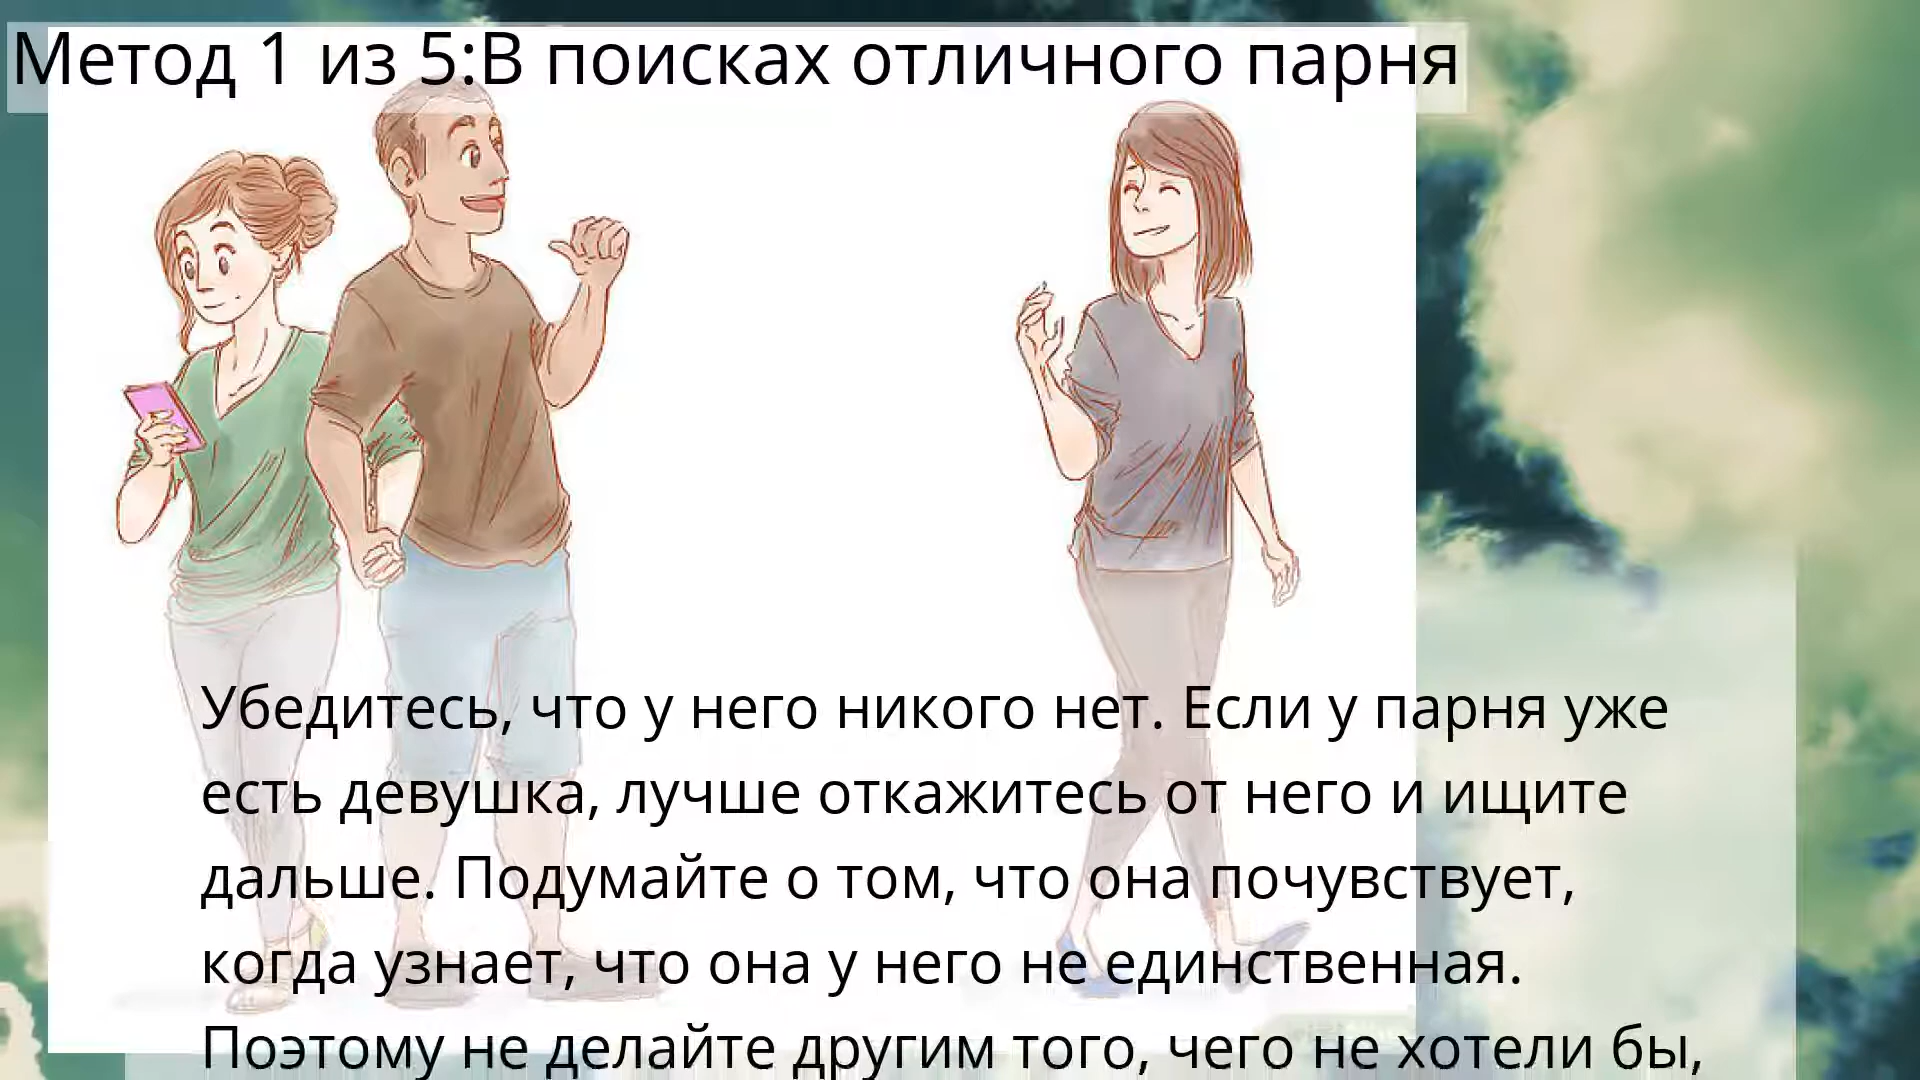 Метод 1 из 5:В поисках отличного парня
Убедитесь, что у него никого нет. Если у парня уже
есть девушка, лучше откажитесь от него и ищите
дальше. Подумайте о том, что она почувствует,
когда узнает, что она у него не единственная.
Поэтому не делайте другим того, чего не хотели бы,